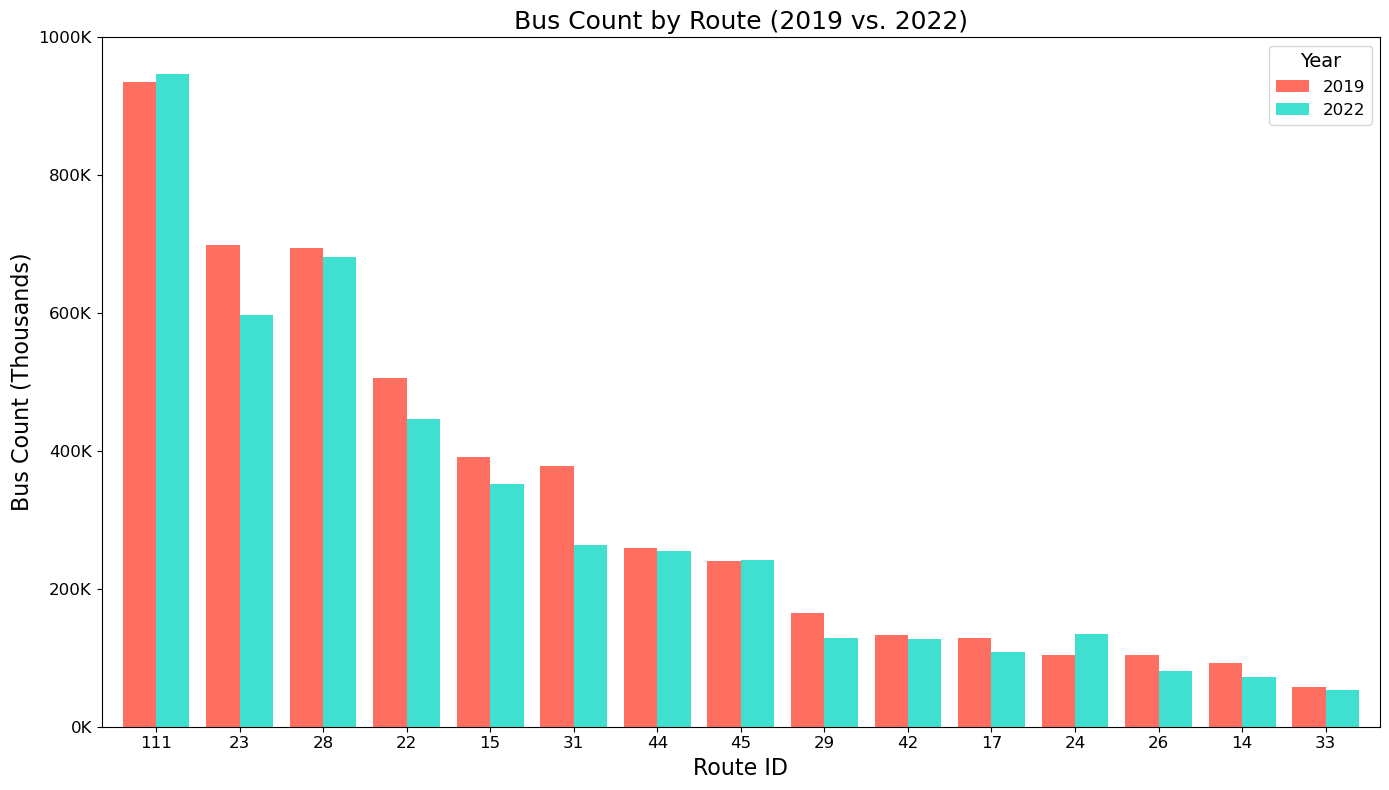 Bus Count by Route (2019 vs. 2022)
Year
2019
2022
Bus Count (Thousands)
1000K
800K
600K
400K
200K
0K
111 23 28 22 15 31 44 45 29 42 17 24 26 14 33
Route ID